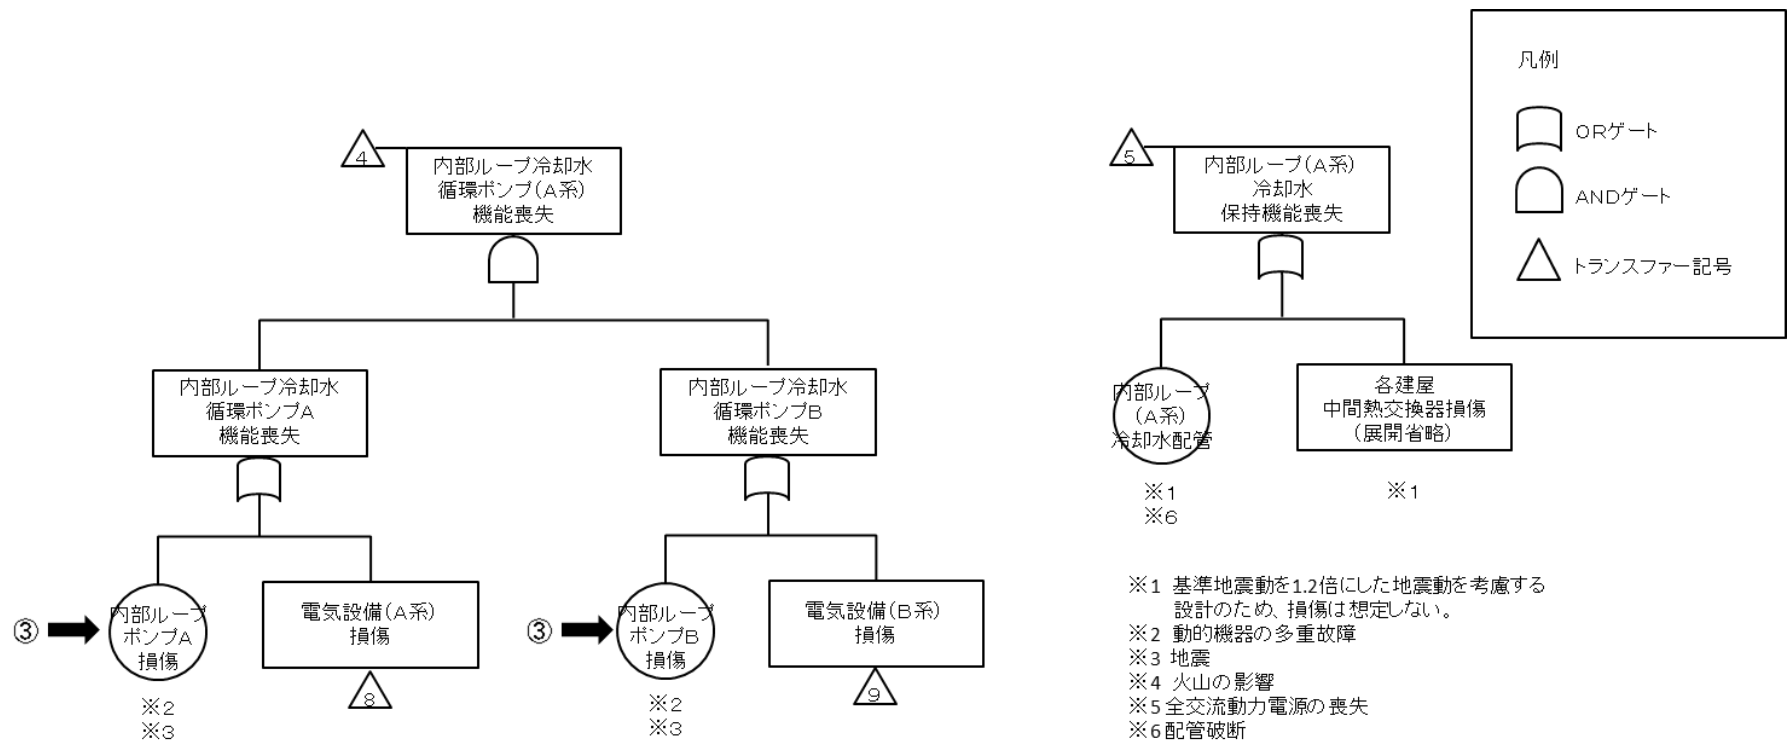 4
内部ループ冷却水
循環ポンプ(A系)
機能喪失
内部ループ冷却水
循環ポンプA
機能喪失
内部ループ冷却水
循環ポンプB
機能喪失
③
内部ループ
ポンプA
損傷
※2
※3
電気設備(A系)
損傷
8
③
内部ループ
ポンプB
損傷
※2
※3
電気設備(B系)
損傷
9
5
内部ループ(A系)
冷却水
保持機能喪失
内部ループ
(A系)
冷却水配管
※1
※6
各建屋
中間熱交換器損傷
(展開省略)
※1
凡例
ORゲート
ANDゲート
トランスファー記号
※1 基準地震動を1.2倍にした地震動を考慮する
設計のため、損傷は想定しない。
※2 動的機器の多重故障
※3 地震
※4 火山の影響
※5 全交流動力電源の喪失
※6 配管破断